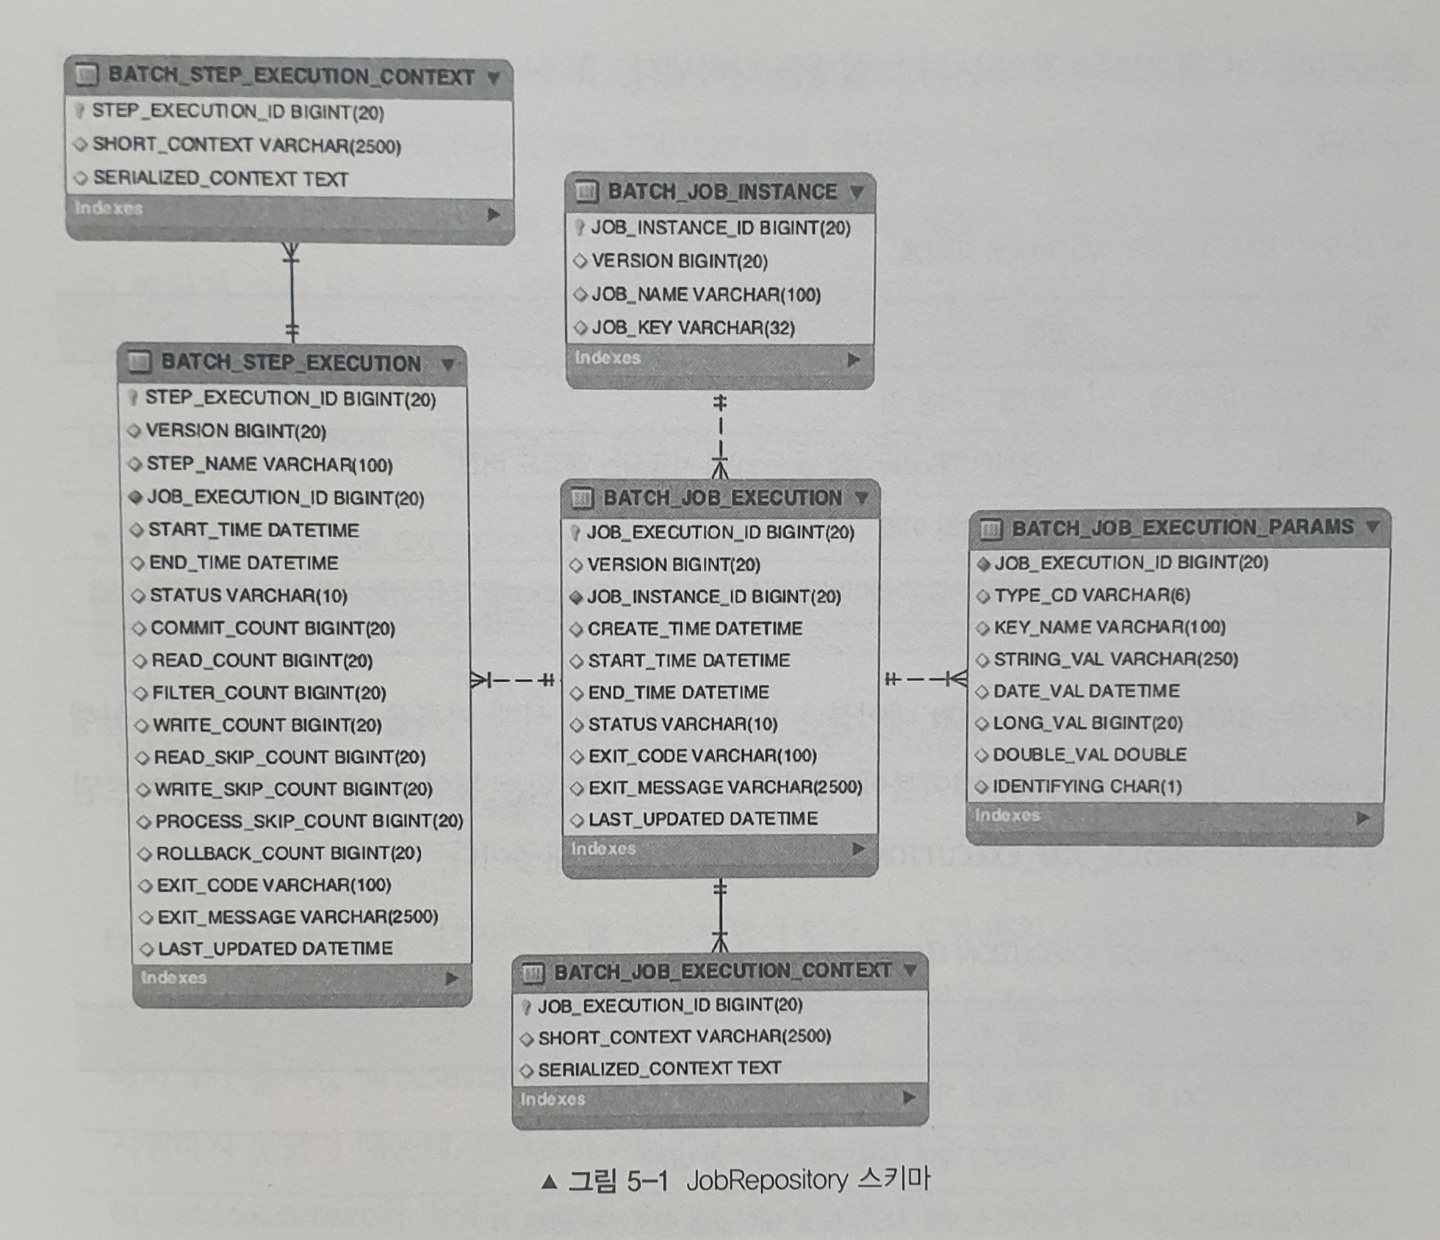 BATCH_STEP_EXECUTION_CONTEXT
STEP_EXECUTION_ID BIGINT(20)
SHORT_CONTEXT VARCHAR(2500)
SERIALIZED_CONTEXT TEXT
Indexes
BATCH_JOB_INSTANCE
JOB_INSTANCE_ID BIGINT(20)
VERSION BIGINT(20)
JOB_NAME VARCHAR(100)
JOB_KEY VARCHAR(32)
Indexes
BATCH_STEP_EXECUTION
STEP_EXECUTION_ID BIGINT(20)
VERSION BIGINT(20)
STEP_NAME VARCHAR(100)
JOB_EXECUTION_ID BIGINT(20)
START_TIME DATETIME
END_TIME DATETIME
STATUS VARCHAR(10)
COMMIT_COUNT BIGINT(20)
READ_COUNT BIGINT(20)
FILTER_COUNT BIGINT(20)
WRITE_COUNT BIGINT(20)
READ_SKIP_COUNT BIGINT(20)
WRITE_SKIP_COUNT BIGINT(20)
PROCESS_SKIP_COUNT BIGINT(20)
ROLLBACK_COUNT BIGINT(20)
EXIT_CODE VARCHAR(100)
EXIT_MESSAGE VARCHAR(2500)
LAST_UPDATED DATETIME
Indexes
BATCH_JOB_EXECUTION
JOB_EXECUTION_ID BIGINT(20)
VERSION BIGINT(20)
JOB_INSTANCE_ID BIGINT(20)
CREATE_TIME DATETIME
START_TIME DATETIME
END_TIME DATETIME
STATUS VARCHAR(10)
EXIT_CODE VARCHAR(100)
EXIT_MESSAGE VARCHAR(2500)
LAST_UPDATED DATETIME
Indexes
BATCH_JOB_EXECUTION_PARAMS
JOB_EXECUTION_ID BIGINT(20)
TYPE_CD VARCHAR(6)
KEY_NAME VARCHAR(100)
STRING_VAL VARCHAR(250)
DATE_VAL DATETIME
LONG_VAL BIGINT(20)
DOUBLE_VAL DOUBLE
IDENTIFYING CHAR(1)
Indexes
BATCH_JOB_EXECUTION_CONTEXT
JOB_EXECUTION_ID BIGINT(20)
SHORT_CONTEXT VARCHAR(2500)
SERIALIZED_CONTEXT TEXT
Indexes
▲ 그림 5-1 JobRepository 스키마